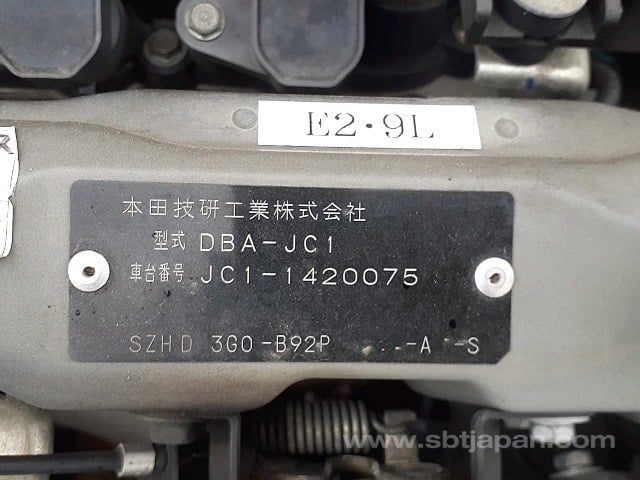 E2・9L
本田技研工業株式会社
型式 DBA-JC1
車台番号 JC1-1420075
SZHD 3G0-B92P -A -S
www.sbtjapan.com